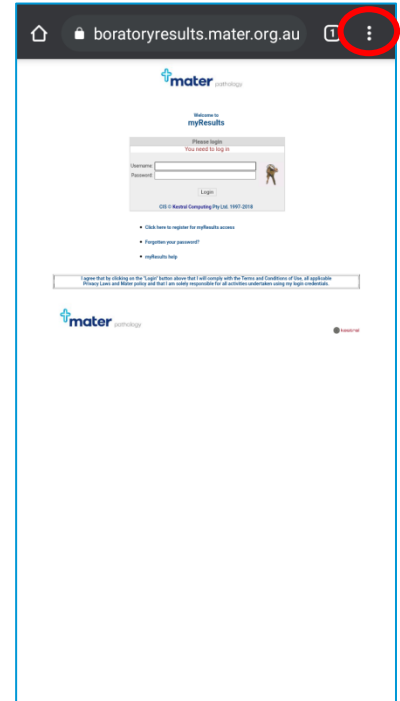 boratoryresults.mater.org.au 1
mater pathology
Welcome to
myResults
Please login
You need to log in
Username:
Password:
Login
CIS © Kestral Computing Pty Ltd. 1997-2018
Click here to register for myResults access
Forgotten your password?
myResults help
I agree that by clicking on the "Login" button above that I will comply with the Terms and Conditions of Use, all applicable
Privacy Laws and Mater policy and that I am solely responsible for all activities undertaken using my login credentials.
mater pathology
kestral